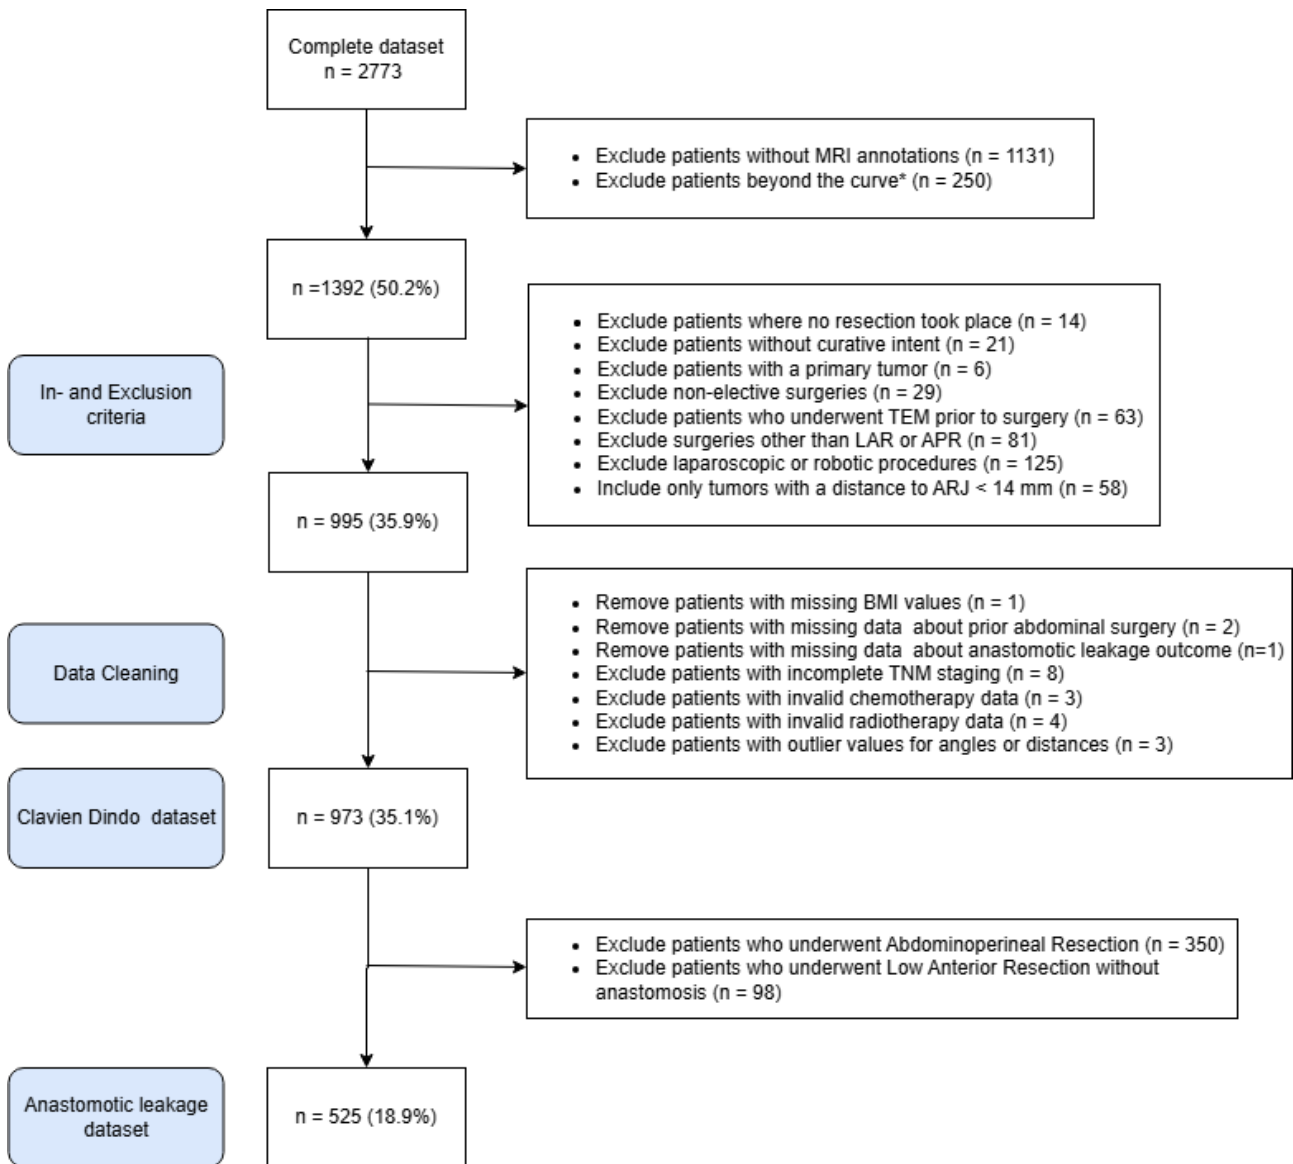 Complete dataset
n = 2773
• Exclude patients without MRI annotations (n = 1131)
• Exclude patients beyond the curve* (n = 250)
n =1392 (50.2%)
In- and Exclusion
criteria
• Exclude patients where no resection took place (n = 14)
• Exclude patients without curative intent (n = 21)
• Exclude patients with a primary tumor (n = 6)
• Exclude non-elective surgeries (n = 29)
• Exclude patients who underwent TEM prior to surgery (n = 63)
• Exclude surgeries other than LAR or APR (n = 81)
• Exclude laparoscopic or robotic procedures (n = 125)
• Include only tumors with a distance to ARJ < 14 mm (n = 58)
n = 995 (35.9%)
Data Cleaning
• Remove patients with missing BMI values (n = 1)
• Remove patients with missing data  about prior abdominal surgery (n = 2)
• Remove patients with missing data  about anastomotic leakage outcome (n=1)
• Exclude patients with incomplete TNM staging (n = 8)
• Exclude patients with invalid chemotherapy data (n = 3)
• Exclude patients with invalid radiotherapy data (n = 4)
• Exclude patients with outlier values for angles or distances (n = 3)
Clavien Dindo  dataset
n = 973 (35.1%)
• Exclude patients who underwent Abdominoperineal Resection (n = 350)
• Exclude patients who underwent Low Anterior Resection without
anastomosis (n = 98)
Anastomotic leakage
dataset
n = 525 (18.9%)